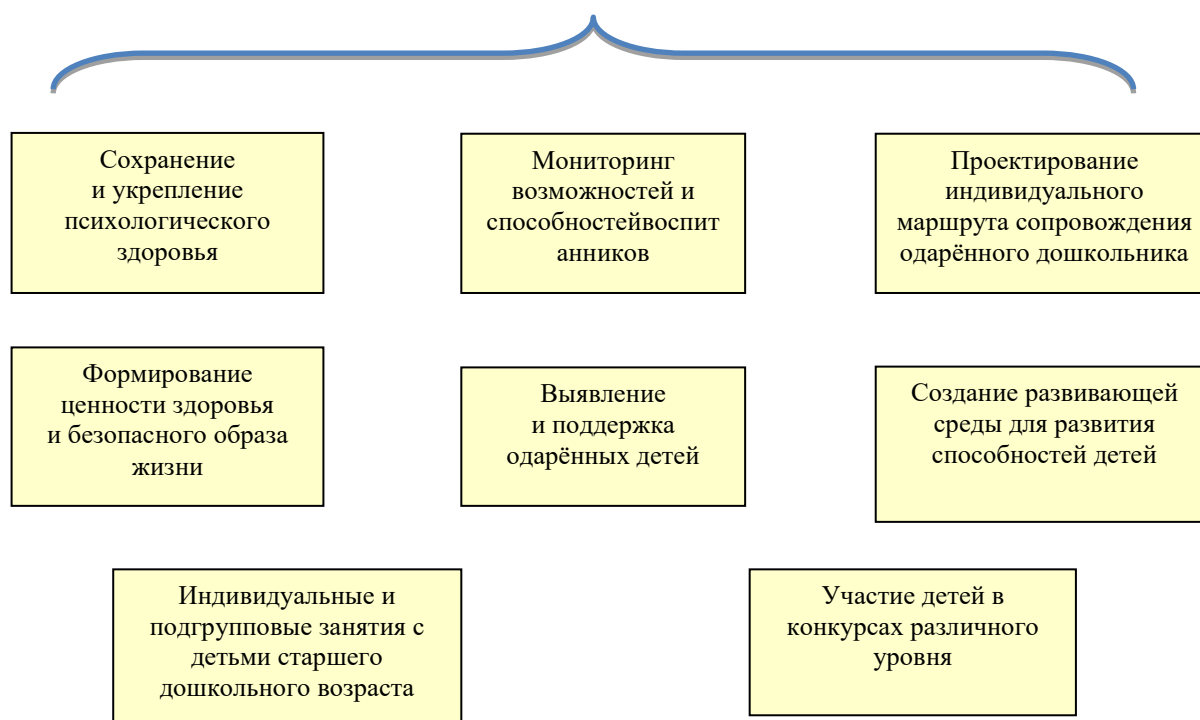 Сохранение
и укрепление
психологического
здоровья
Мониторинг
возможностей и
способностейвоспит
анников
Проектирование
индивидуального
маршрута сопровождения
одарённого дошкольника
Формирование
ценности здоровья
и безопасного образа
жизни
Выявление
и поддержка
одарённых детей
Создание развивающей
среды для развития
способностей детей
Индивидуальные и
подгрупповые занятия с
детьми старшего
дошкольного возраста
Участие детей в
конкурсах различного
уровня